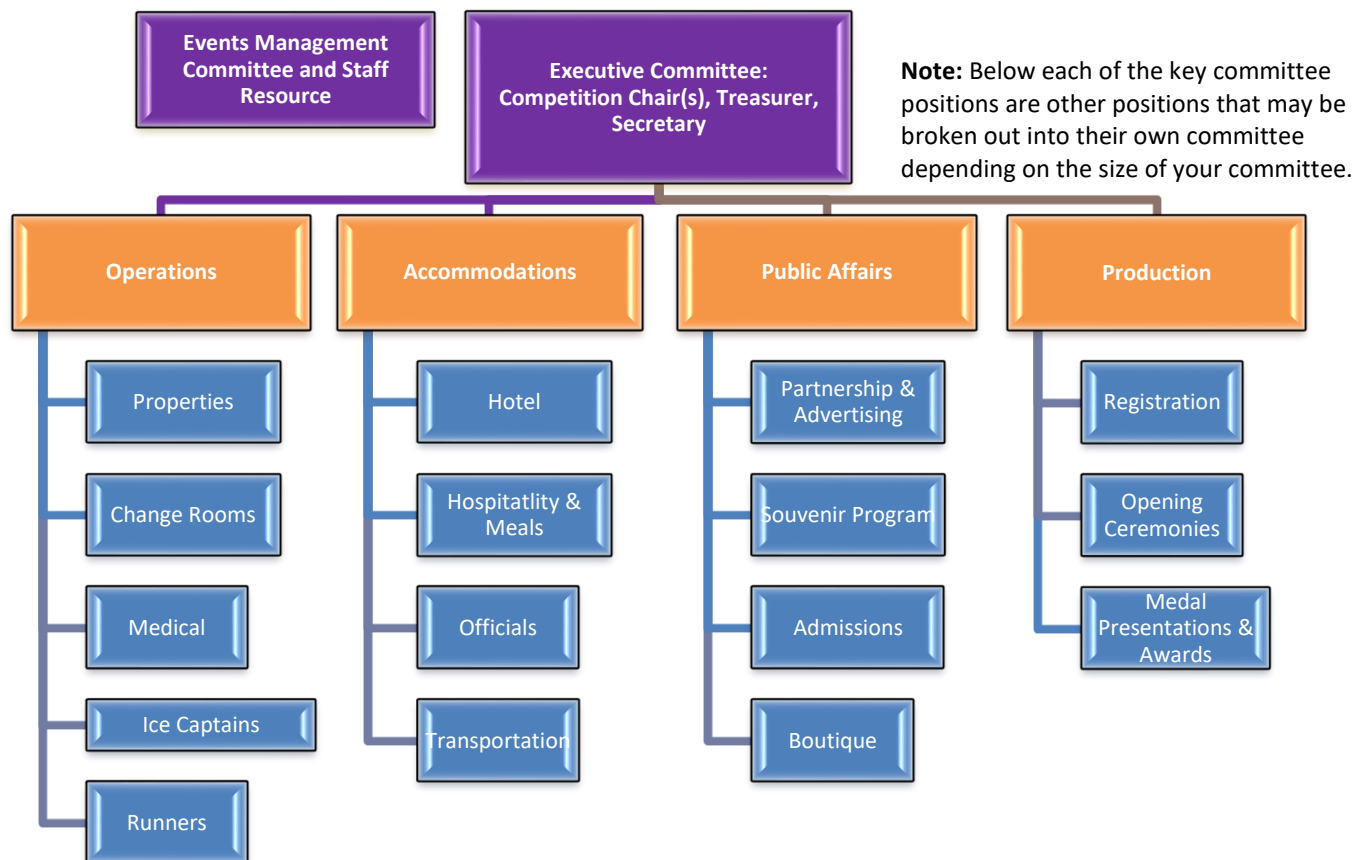 Events Management
Committee and Staff
Resource
Executive Committee:
Competition Chair(s), Treasurer,
Secretary
Note: Below each of the key committee
positions are other positions that may be
broken out into their own committee
depending on the size of your committee.
Operations
Accommodations
Public Affairs
Production
Properties
Change Rooms
Medical
Ice Captains
Runners
Hotel
Hospitatlity &
Meals
Officials
Transportation
Partnership &
Advertising
Souvenir Program
Admissions
Boutique
Registration
Opening
Ceremonies
Medal
Presentations &
Awards